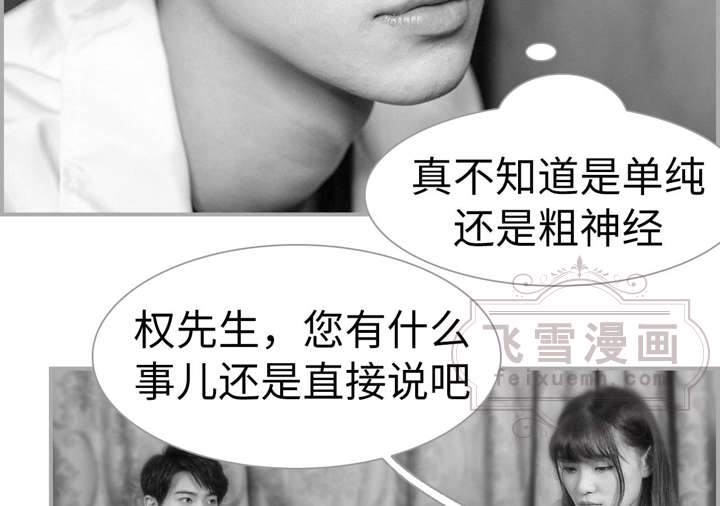 真不知道是单纯
还是粗神经
权先生，您有什么
事儿还是直接说吧
飞雪漫画
feixuemh.com